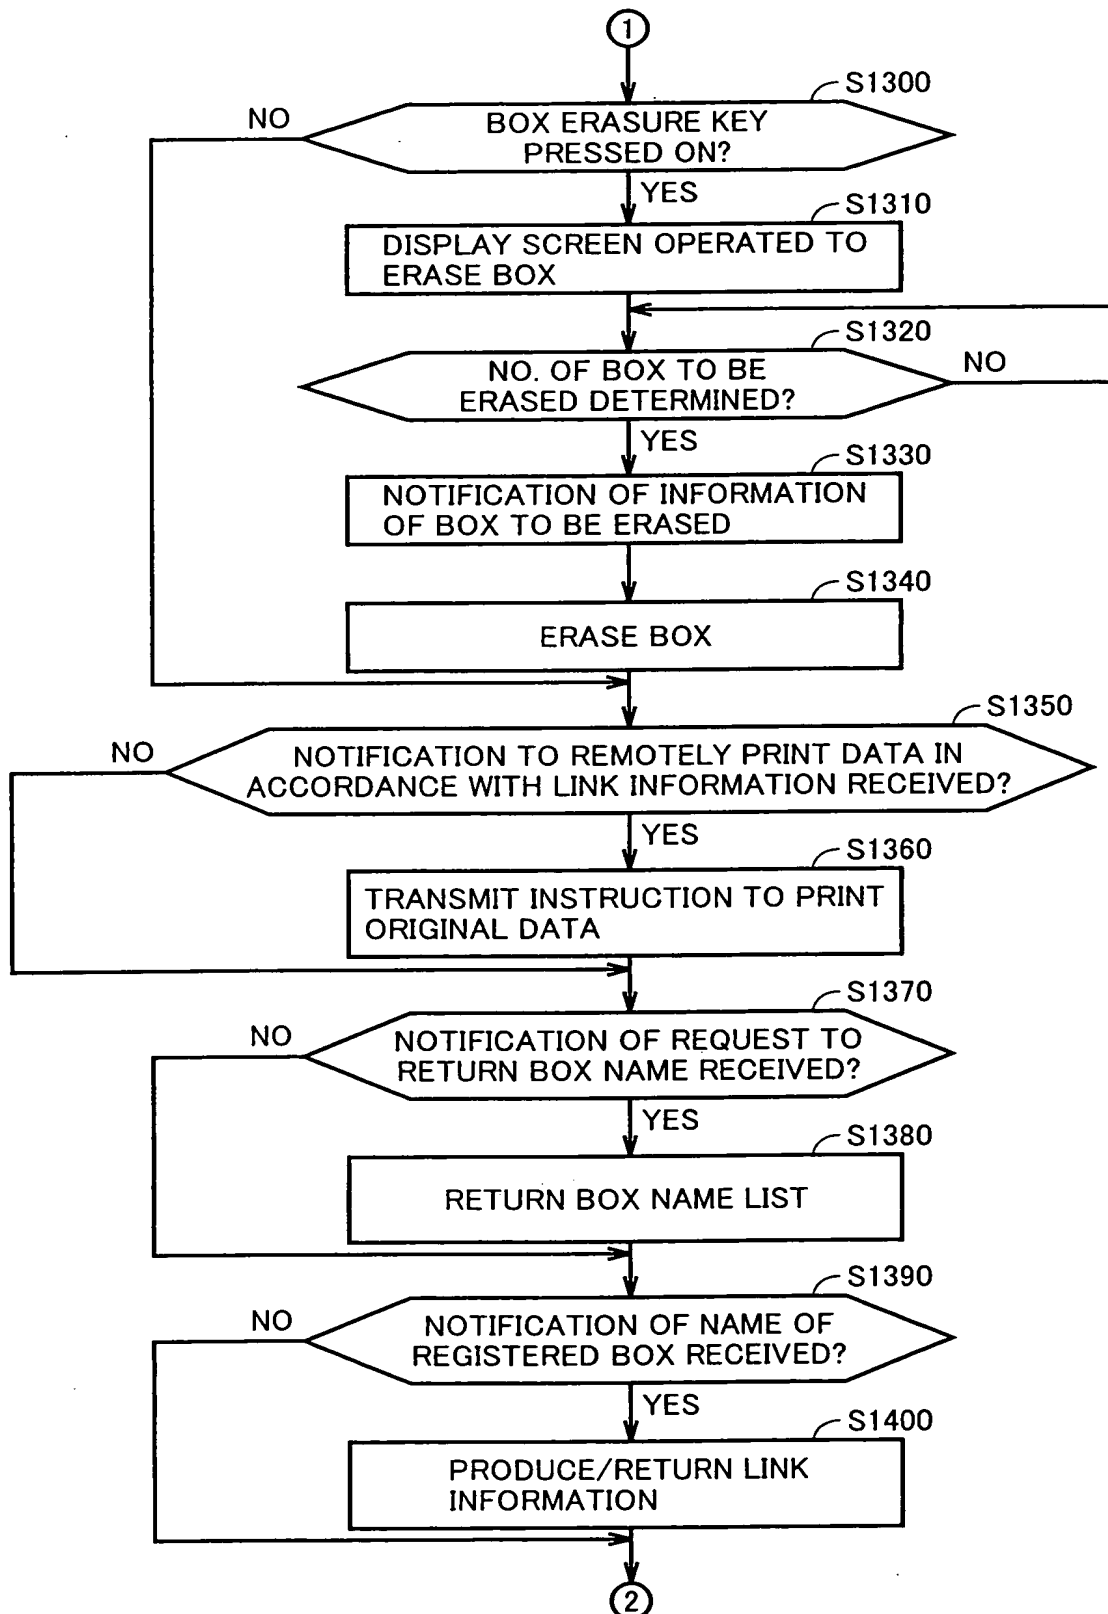 1
S1300
NO
BOX ERASURE KEY
PRESSED ON?
YES
S1310
DISPLAY SCREEN OPERATED TO
ERASE BOX
S1320
NO. OF BOX TO BE
ERASED DETERMINED?
NO
YES
S1330
NOTIFICATION OF INFORMATION
OF BOX TO BE ERASED
S1340
ERASE BOX
S1350
NO
NOTIFICATION TO REMOTELY PRINT DATA IN
ACCORDANCE WITH LINK INFORMATION RECEIVED?
YES
S1360
TRANSMIT INSTRUCTION TO PRINT
ORIGINAL DATA
S1370
NO
NOTIFICATION OF REQUEST TO
RETURN BOX NAME RECEIVED?
YES
S1380
RETURN BOX NAME LIST
S1390
NO
NOTIFICATION OF NAME OF
REGISTERED BOX RECEIVED?
YES
S1400
PRODUCE/RETURN LINK
INFORMATION
2